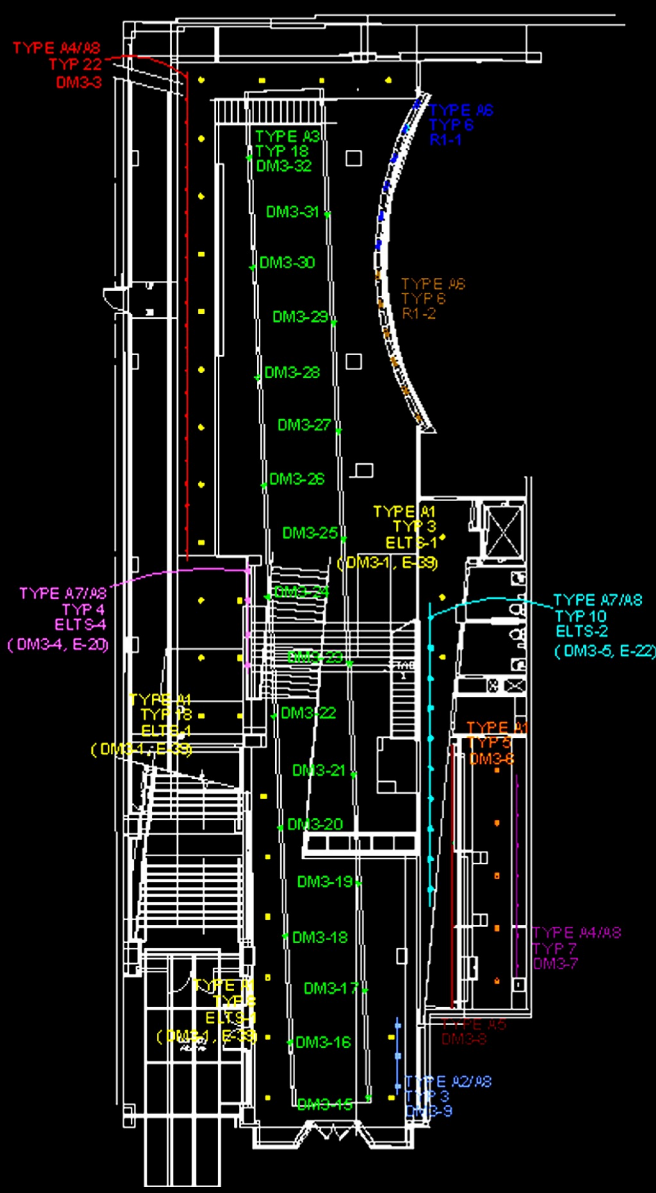 TYPE A4/A8
TYP 22
DM3-3
TYPE A6
TYP 6
R1-1
TYPE A3
TYP 18
DM3-32
DM3-31
DM3-30
TYPE A6
TYP 6
R1-2
DM3-29
DM3-28
DM3-27
DM3-26
TYPE A1
TYP 3
ELTS-1
(DM3-1, E-39)
DM3-25
TYPE A7/A8
TYP 4
ELTS-4
(DM3-4, E-20)
DM3-24
TYPE A7/A8
TYP 10
ELTS-2
(DM3-5, E-22)
DM3-23
TYPE A1
TYP 18
ELTS-1
(DM3-1, E-39)
DM3-22
TYPE A1
TYP 5
DM3-6
DM3-21
DM3-20
DM3-19
DM3-18
TYPE A4/A8
TYP 7
DM3-7
DM3-17
ELTS-1
(DM3-1, E-39)
DM3-16
TYPE A5
DM3-8
TYPE A2/A8
TYP 3
DM3-9
DM3-15